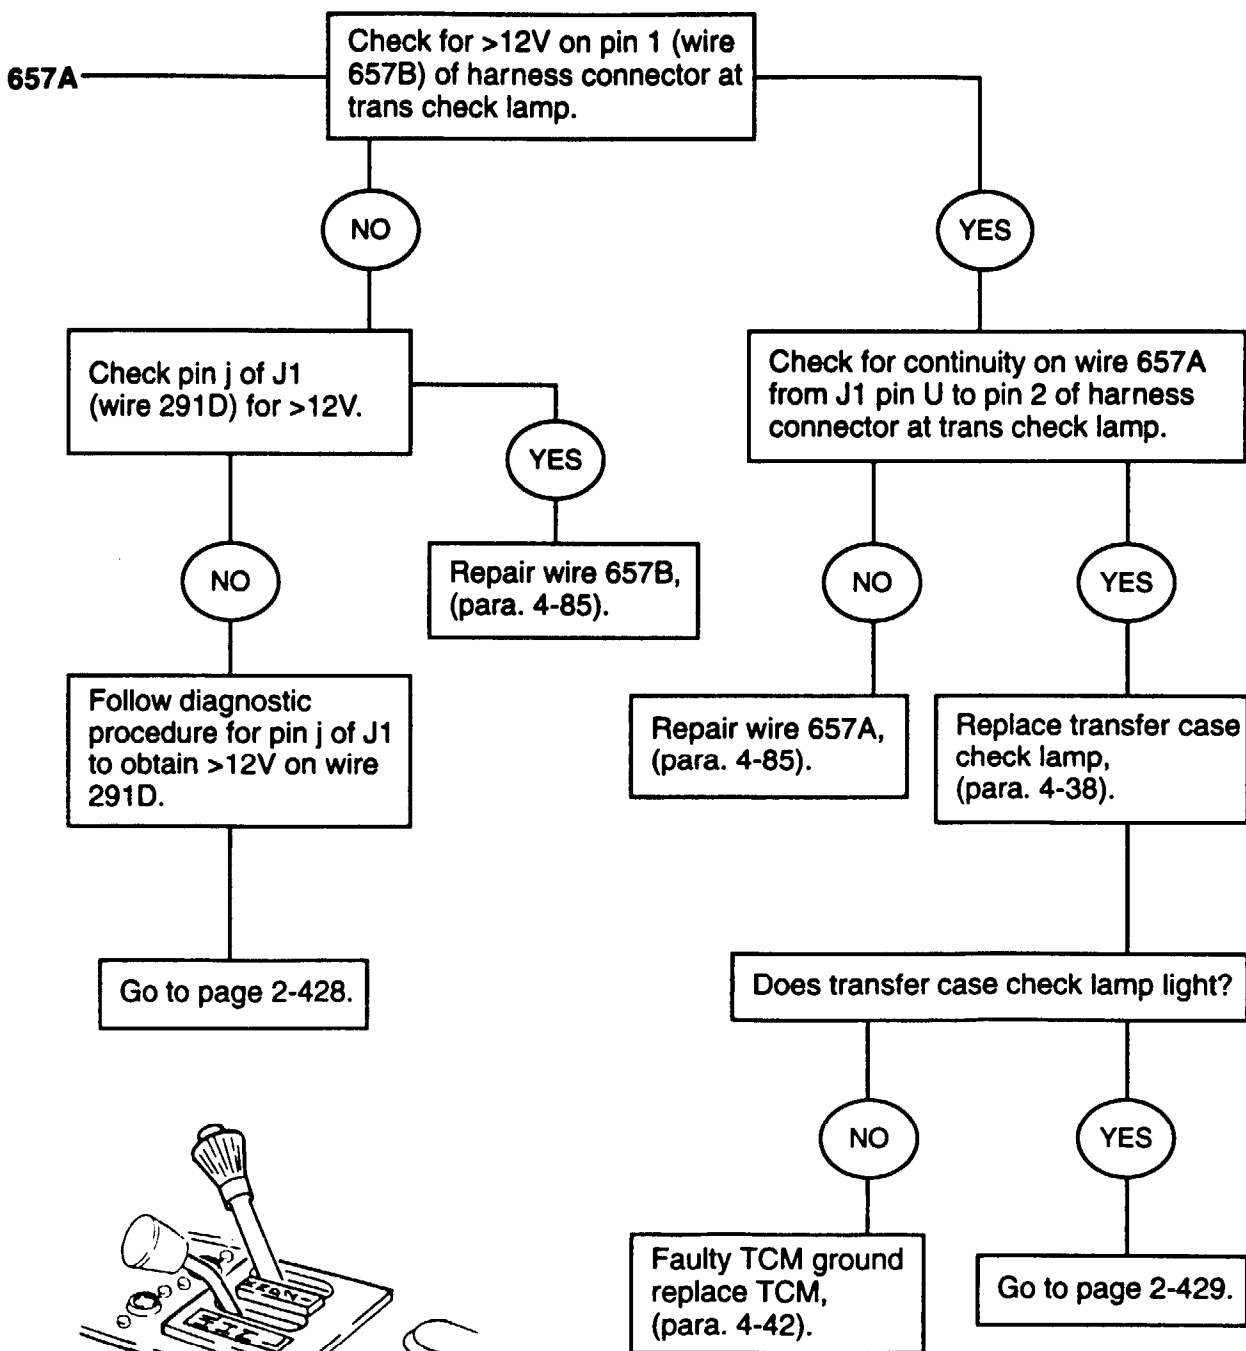 657A
Check for >12V on pin 1 (wire
657B) of harness connector at
trans check lamp.
NO
YES
Check pin j of J1
(wire 291D) for >12V.
Check for continuity on wire 657A
from J1 pin U to pin 2 of harness
connector at trans check lamp.
YES
NO
NO
YES
Repair wire 657B,
(para. 4-85).
Follow diagnostic
procedure for pin j of J1
to obtain >12V on wire
291D.
Repair wire 657A,
(para. 4-85).
Replace transfer case
check lamp,
(para. 4-38).
Go to page 2-428.
Does transfer case check lamp light?
NO
YES
Faulty TCM ground
replace TCM,
(para. 4-42).
Go to page 2-429.